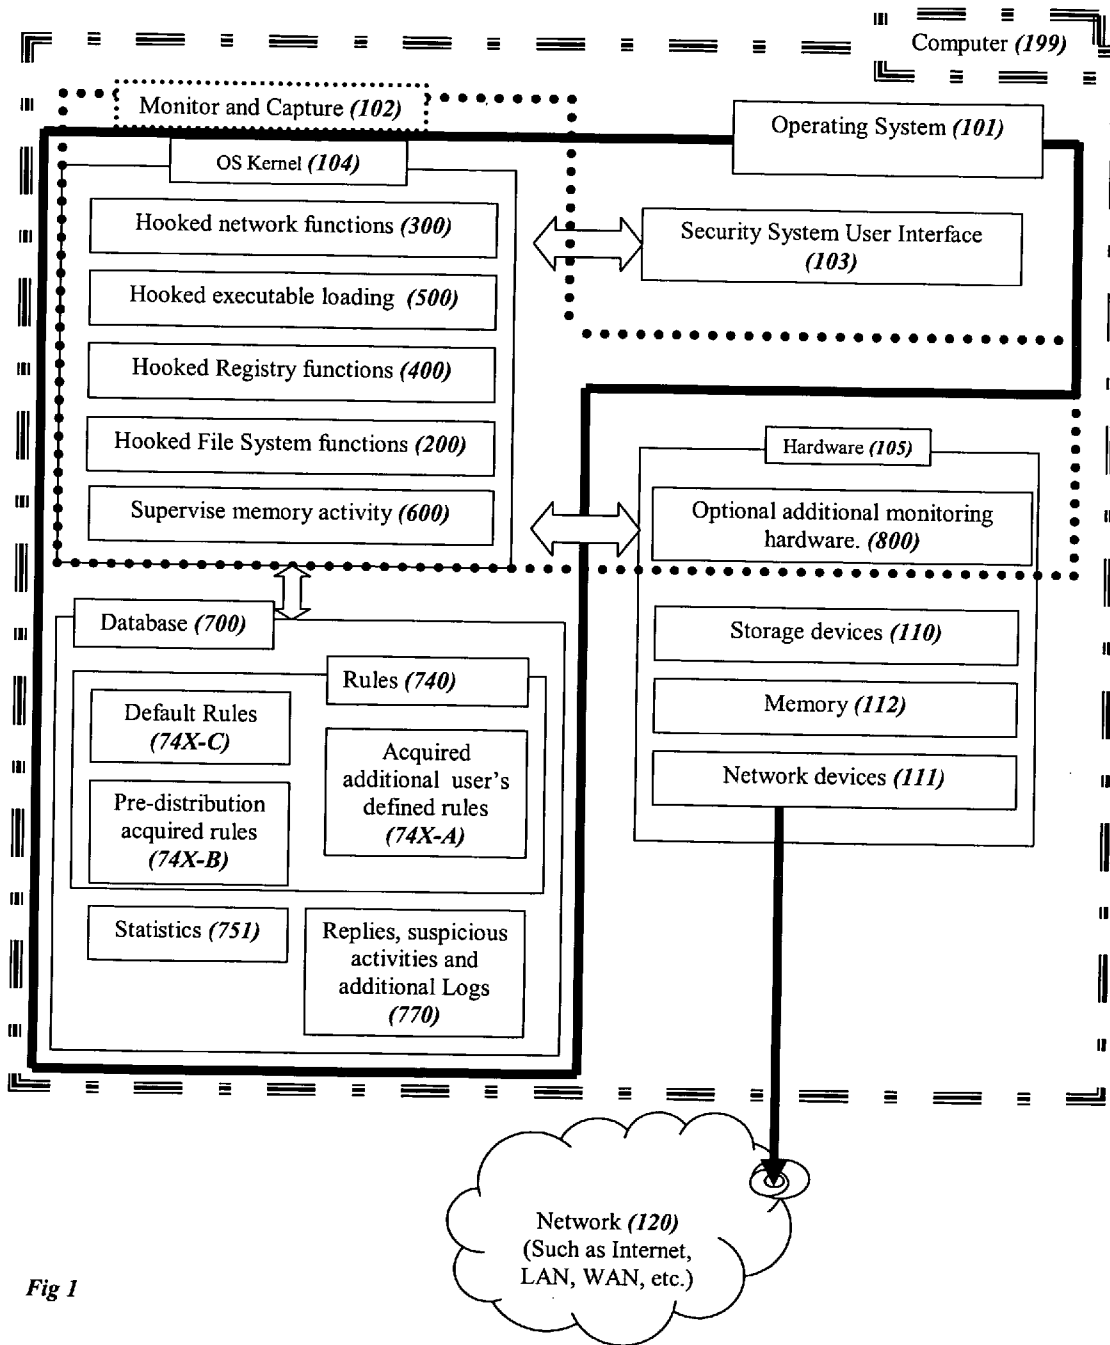 Computer (199)
Monitor and Capture (102)
Operating System (101)
OS Kernel (104)
Hooked network functions (300)
Security System User Interface
(103)
Hooked executable loading (500)
Hooked Registry functions (400)
Hooked File System functions (200)
Supervise memory activity (600)
Hardware (105)
Optional additional monitoring
hardware. (800)
Storage devices (110)
Memory (112)
Network devices (111)
Database (700)
Rules (740)
Default Rules
(74X-C)
Pre-distribution
acquired rules
(74X-B)
Acquired
additional user's
defined rules
(74X-A)
Statistics (751)
Replies, suspicious
activities and
additional Logs
(770)
Network (120)
(Such as Internet,
LAN, WAN, etc.)
Fig 1